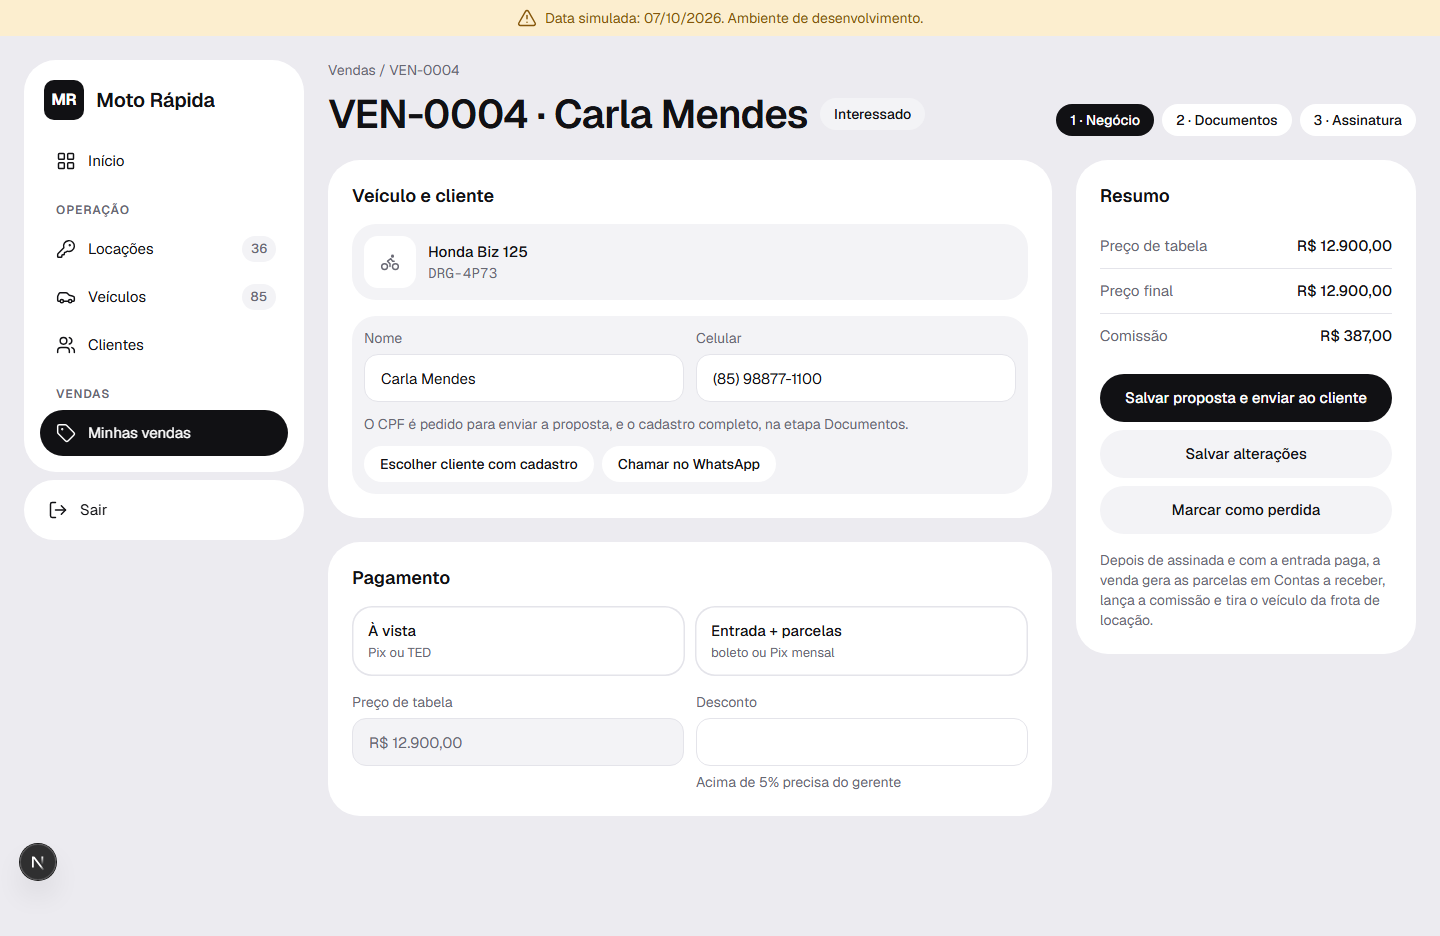 Data simulada: 07/10/2026. Ambiente de desenvolvimento.
MR
Moto Rápida
Início
OPERAÇÃO
Locações
36
Veículos
85
Clientes
VENDAS
Minhas vendas
Sair
Vendas / VEN-0004
VEN-0004 · Carla Mendes
Interessado
1 · Negócio
2 · Documentos
3 · Assinatura
Veículo e cliente
Honda Biz 125
DRG-4P73
Nome
Celular
Carla Mendes
(85) 98877-1100
O CPF é pedido para enviar a proposta, e o cadastro completo, na etapa Documentos.
Escolher cliente com cadastro
Chamar no WhatsApp
Pagamento
À vista
Pix ou TED
Entrada + parcelas
boleto ou Pix mensal
Preço de tabela
Desconto
R$ 12.900,00
Acima de 5% precisa do gerente
Resumo
Preço de tabela
R$ 12.900,00
Preço final
R$ 12.900,00
Comissão
R$ 387,00
Salvar proposta e enviar ao cliente
Salvar alterações
Marcar como perdida
Depois de assinada e com a entrada paga, a
venda gera as parcelas em Contas a receber,
lança a comissão e tira o veículo da frota de
locação.
N